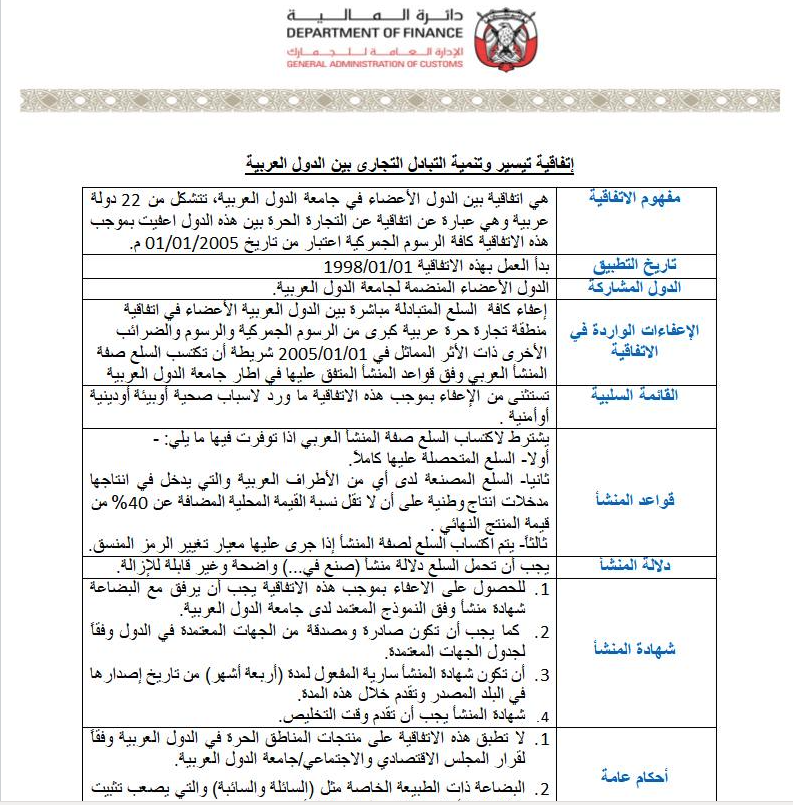 دائرة المـــالـــيـــة
DEPARTMENT OF FINANCE
الإدارة العـامـة للـجـمـارك
GENERAL ADMINISTRATION OF CUSTOMS
إتفاقية تيسير وتنمية التبادل التجارى بين الدول العربية
مفهوم الاتفاقية
هي اتفاقية بين الدول الأعضاء في جامعة الدول العربية، تتشكل من 22 دولة
عربية وهي عبارة عن اتفاقية عن التجارة الحرة بين هذه الدول اعفيت بموجب
هذه الاتفاقية كافة الرسوم الجمركية اعتبار من تاريخ 01/01/2005 م.
تاريخ التطبيق
بدأ العمل بهذه الاتفاقية 1998/01/01
الدول المشاركة
الدول الأعضاء المنضمة لجامعة الدول العربية.
الإعفاءات الواردة في
الاتفاقية
إعفاء كافة السلع المتبادلة مباشرة بين الدول العربية الأعضاء في اتفاقية
منطقة تجارة حرة عربية كبرى من الرسوم الجمركية والرسوم والضرائب
الأخرى ذات الأثر المماثل في 2005/01/01 شريطة أن تكتسب السلع صفة
المنشأ العربي وفق قواعد المنشأ المتفق عليها في اطار جامعة الدول العربية
القائمة السلبية
تستثنى من الإعفاء بموجب هذه الاتفاقية ما ورد لاسباب صحية أوبيئة أودينية
أوأمنية .
قواعد المنشأ
يشترط لاكتساب السلع صفة المنشأ العربي اذا توفرت فيها ما يلي: -
أولا- السلع المتحصلة عليها كاملاً.
ثانيا- السلع المصنعة لدى أي من الأطراف العربية والتي يدخل في انتاجها
مدخلات انتاج وطنية على أن لا تقل نسبة القيمة المحلية المضافة عن 40% من
قيمة المنتج النهائي .
ثالثاً- يتم اكتساب السلع لصفة المنشأ إذا جرى عليها معيار تغيير الرمز المنسق.
دلالة المنشأ
يجب أن تحمل السلع دلالة منشأ (صنع في...) واضحة وغير قابلة للإزالة.
شهادة المنشأ
1. للحصول على الاعفاء بموجب هذه الاتفاقية يجب أن يرفق مع البضاعة
شهادة منشأ وفق النموذج المعتمد لدى جامعة الدول العربية.
2. كما يجب أن تكون صادرة ومصدقة من الجهات المعتمدة في الدول وفقاً
لجدول الجهات المعتمدة.
3. أن تكون شهادة المنشأ سارية المفعول لمدة (أربعة أشهر) من تاريخ إصدارها
في البلد المصدر وتقدم خلال هذه المدة.
4. شهادة المنشأ يجب أن تقدم وقت التخليص.
أحكام عامة
1. لا تطبق هذه الاتفاقية على منتجات المناطق الحرة في الدول العربية وفقاً
لقرار المجلس الاقتصادي والاجتماعي/جامعة الدول العربية.
2. البضاعة ذات الطبيعة الخاصة مثل (السائلة والسائبة) والتي يصعب تثبيت